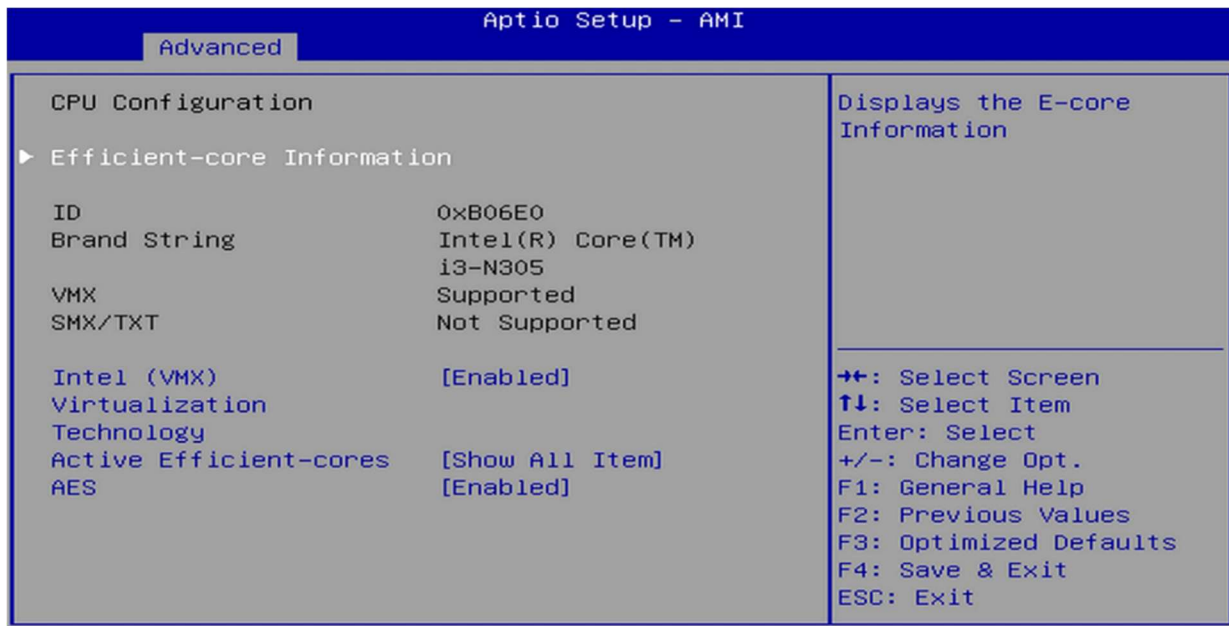 Aptio Setup – AMI
Advanced
CPU Configuration
▶ Efficient-core Information
ID 0xB06E0
Brand String Intel(R) Core(TM)
i3-N305
VMX Supported
SMX/TXT Not Supported
Intel (VMX) [Enabled]
Virtualization
Technology
Active Efficient-cores [Show All Item]
AES [Enabled]
Displays the E-core
Information
→←: Select Screen
↑↓: Select Item
Enter: Select
+/-: Change Opt.
F1: General Help
F2: Previous Values
F3: Optimized Defaults
F4: Save & Exit
ESC: Exit